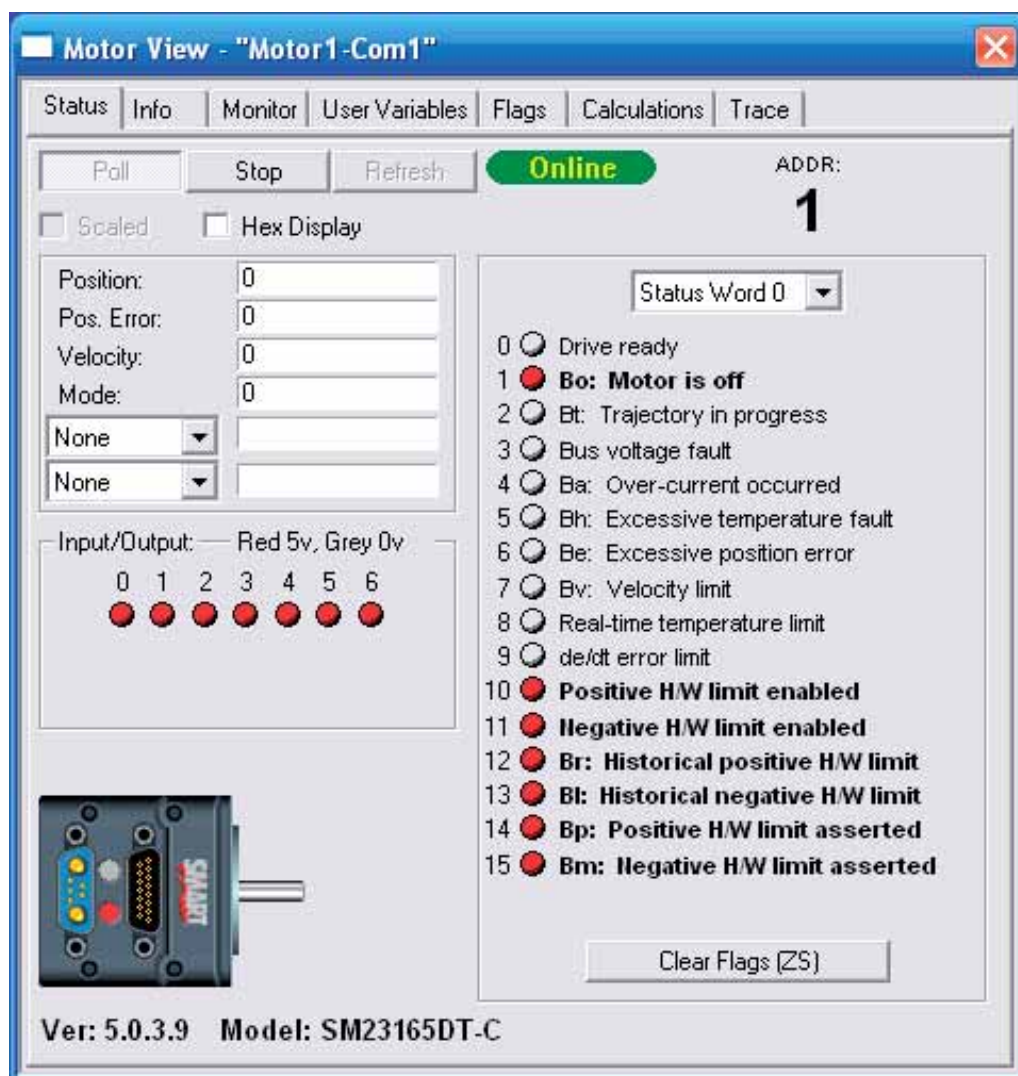 Motor View - "Motor1-Com1"
Status Info Monitor User Variables Flags Calculations Trace
Poll Stop Refresh Online ADDR:
1
Scaled Hex Display
Position: 0
Pos. Error: 0
Velocity: 0
Mode: 0
None
None
Input/Output: Red 5v, Grey 0v
0 1 2 3 4 5 6
Status Word 0
0 Drive ready
1 Bo: Motor is off
2 Bt: Trajectory in progress
3 Bus voltage fault
4 Ba: Over-current occurred
5 Bh: Excessive temperature fault
6 Be: Excessive position error
7 Bv: Velocity limit
8 Real-time temperature limit
9 de/dt error limit
10 Positive H/W limit enabled
11 Negative H/W limit enabled
12 Br: Historical positive H/W limit
13 Bl: Historical negative H/W limit
14 Bp: Positive H/W limit asserted
15 Bm: Negative H/W limit asserted
Clear Flags (ZS)
SMART
Ver: 5.0.3.9 Model: SM23165DT-C